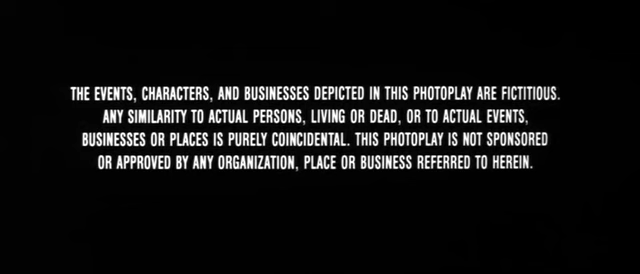 THE EVENTS, CHARACTERS, AND BUSINESSES DEPICTED IN THIS PHOTOPLAY ARE FICTITIOUS.
ANY SIMILARITY TO ACTUAL PERSONS, LIVING OR DEAD, OR TO ACTUAL EVENTS,
BUSINESSES OR PLACES IS PURELY COINCIDENTAL. THIS PHOTOPLAY IS NOT SPONSORED
OR APPROVED BY ANY ORGANIZATION, PLACE OR BUSINESS REFERRED TO HEREIN.